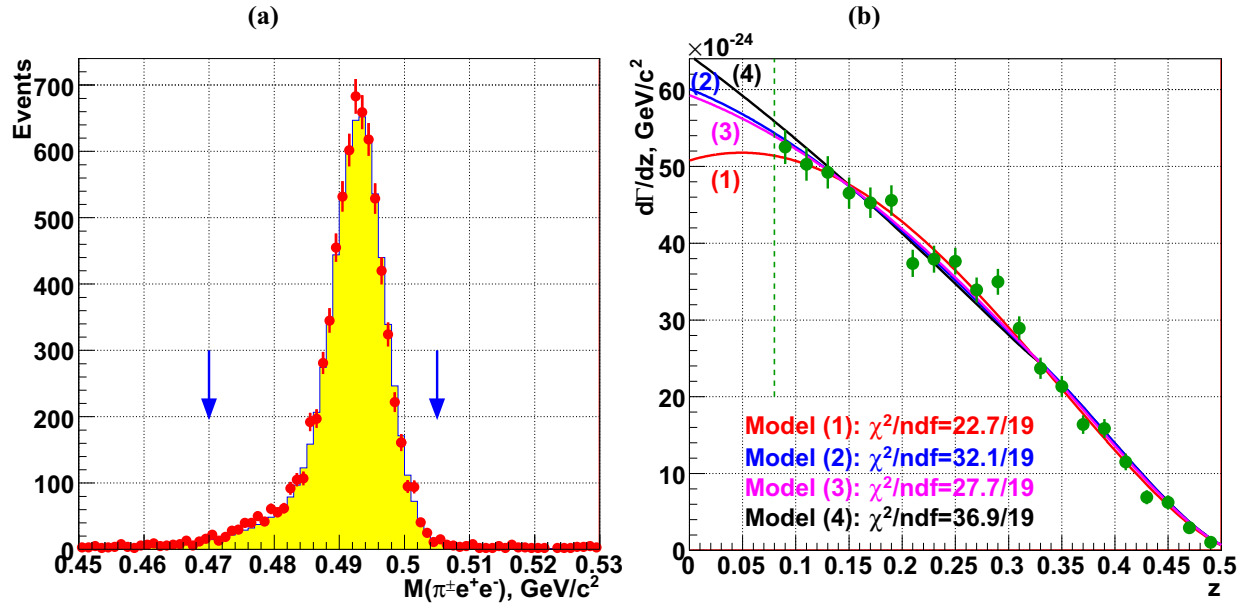 (a)
Events
700
600
500
400
300
200
100
0
0.45 0.46 0.47 0.48 0.49 0.5 0.51 0.52 0.53
M(π±e⁺e⁻), GeV/c²
(b)
×10⁻²⁴
dΓ/dz, GeV/c²
60
50
40
30
20
10
0
(4)
(2)
(3)
(1)
Model (1): χ²/ndf=22.7/19
Model (2): χ²/ndf=32.1/19
Model (3): χ²/ndf=27.7/19
Model (4): χ²/ndf=36.9/19
0 0.05 0.1 0.15 0.2 0.25 0.3 0.35 0.4 0.45 0.5
z